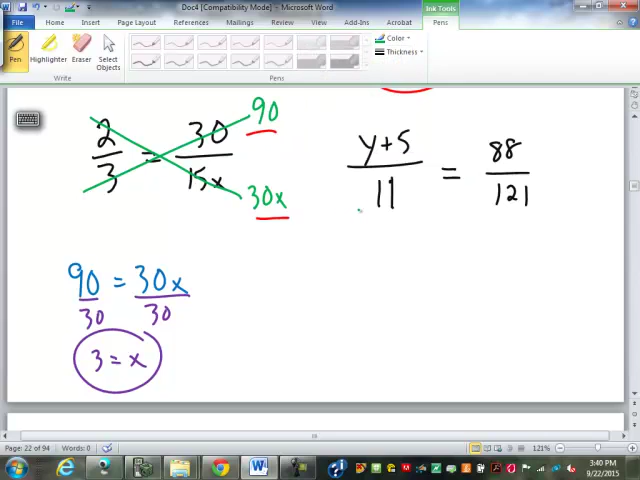 Doc4 [Compatibility Mode] - Microsoft Word
Ink Tools
File Home Insert Page Layout References Mailings Review View Add-Ins Acrobat Pens
Pen Highlighter Eraser Select Objects
Color
Thickness
Write
Pens
2/3 = 30/15x
90
30x
y+5/11 = 88/121
90/30 = 30x/30
3 = x
Page: 22 of 94 Words: 0
121%
3:40 PM
9/22/2015